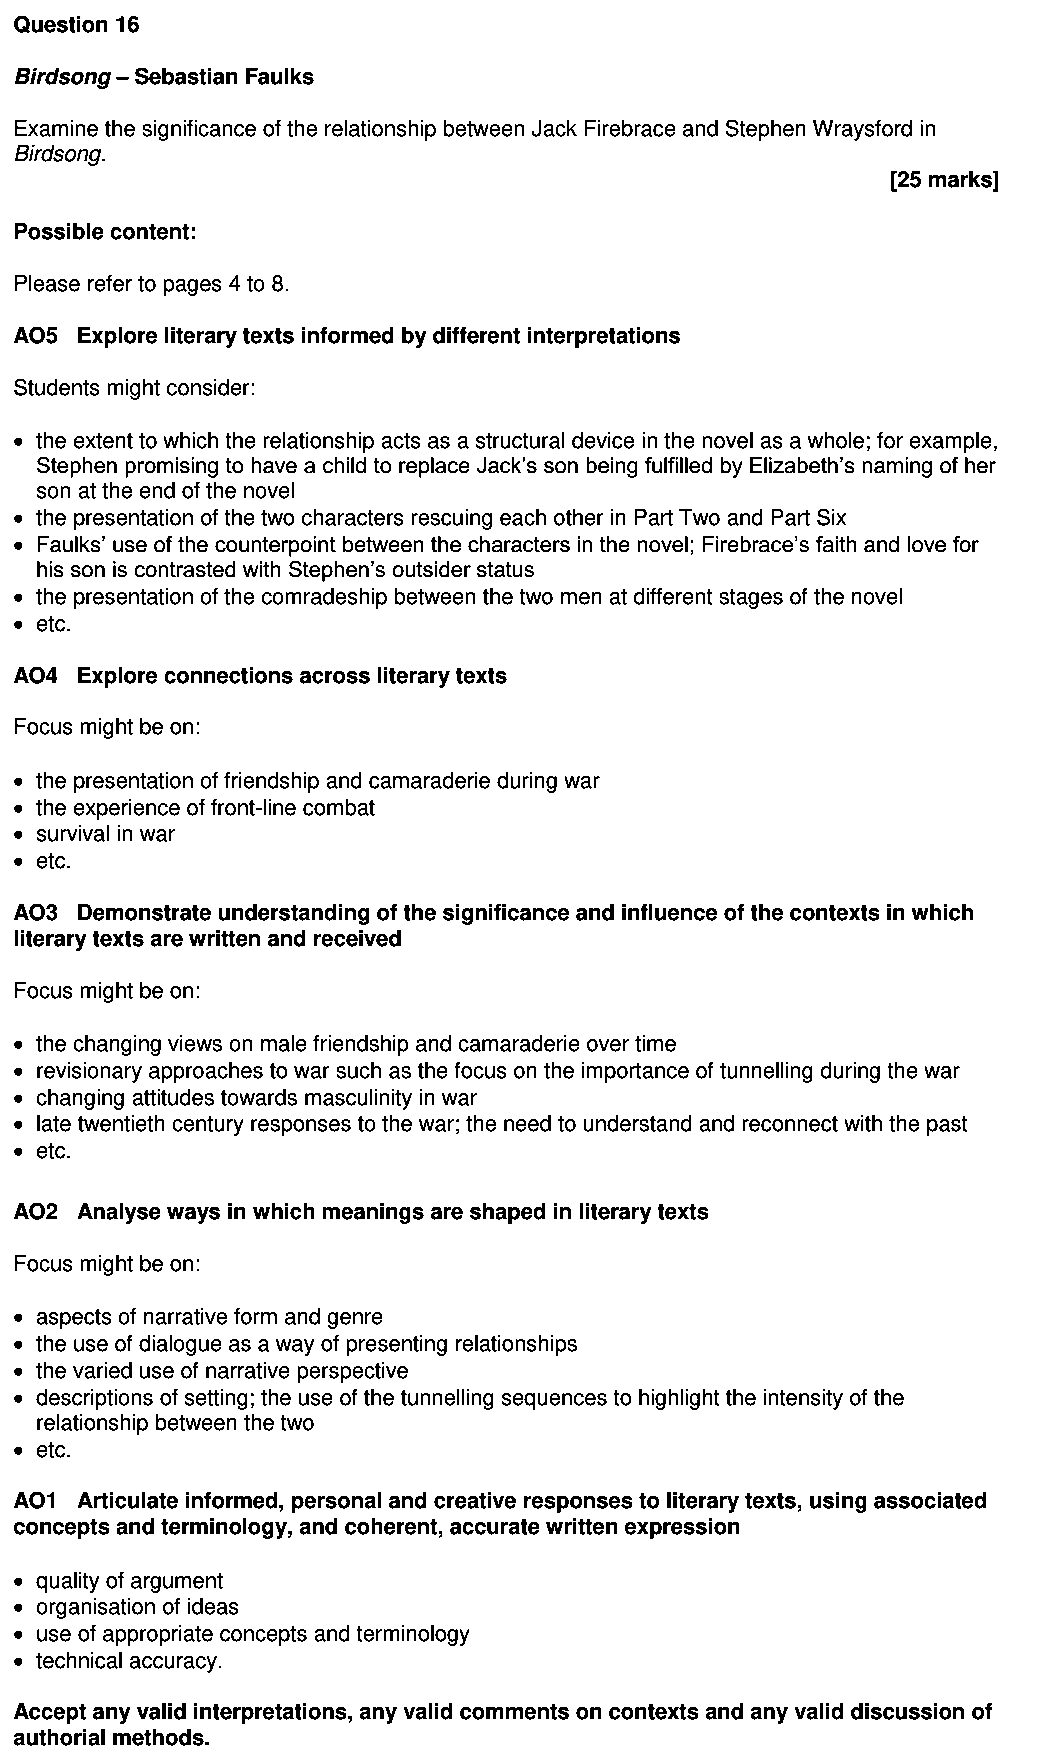 Question 16
Birdsong – Sebastian Faulks
Examine the significance of the relationship between Jack Firebrace and Stephen Wraysford in
Birdsong.
[25 marks]
Possible content:
Please refer to pages 4 to 8.
AO5 Explore literary texts informed by different interpretations
Students might consider:
• the extent to which the relationship acts as a structural device in the novel as a whole; for example,
Stephen promising to have a child to replace Jack's son being fulfilled by Elizabeth's naming of her
son at the end of the novel
• the presentation of the two characters rescuing each other in Part Two and Part Six
• Faulks' use of the counterpoint between the characters in the novel; Firebrace's faith and love for
his son is contrasted with Stephen's outsider status
• the presentation of the comradeship between the two men at different stages of the novel
• etc.
AO4 Explore connections across literary texts
Focus might be on:
• the presentation of friendship and camaraderie during war
• the experience of front-line combat
• survival in war
• etc.
AO3 Demonstrate understanding of the significance and influence of the contexts in which
literary texts are written and received
Focus might be on:
• the changing views on male friendship and camaraderie over time
• revisionary approaches to war such as the focus on the importance of tunnelling during the war
• changing attitudes towards masculinity in war
• late twentieth century responses to the war; the need to understand and reconnect with the past
• etc.
AO2 Analyse ways in which meanings are shaped in literary texts
Focus might be on:
• aspects of narrative form and genre
• the use of dialogue as a way of presenting relationships
• the varied use of narrative perspective
• descriptions of setting; the use of the tunnelling sequences to highlight the intensity of the
relationship between the two
• etc.
AO1 Articulate informed, personal and creative responses to literary texts, using associated
concepts and terminology, and coherent, accurate written expression
• quality of argument
• organisation of ideas
• use of appropriate concepts and terminology
• technical accuracy.
Accept any valid interpretations, any valid comments on contexts and any valid discussion of
authorial methods.